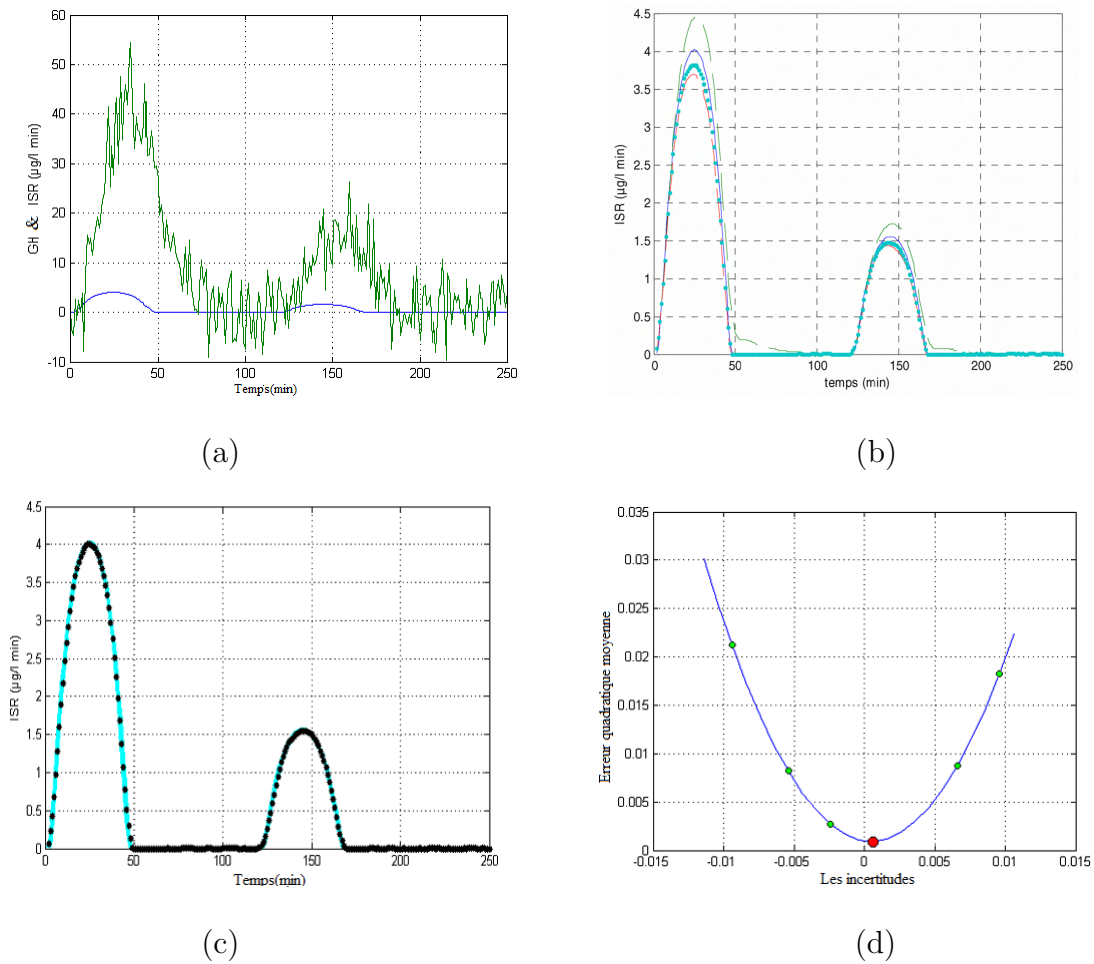 60
50
40
30
20
10
0
-10
GH & ISR (µg/l min)
0 50 100 150 200 250
Temps(min)
(a)
4.5
4
3.5
3
2.5
2
1.5
1
0.5
0
ISR (µg/l min)
0 50 100 150 200 250
temps (min)
(b)
4.5
4
3.5
3
2.5
2
1.5
1
0.5
0
ISR (µg/l min)
0 50 100 150 200 250
Temps(min)
(c)
0.035
0.03
0.025
0.02
0.015
0.01
0.005
0
Erreur quadratique moyenne
-0.015 -0.01 -0.005 0 0.005 0.01 0.015
Les incertitudes
(d)